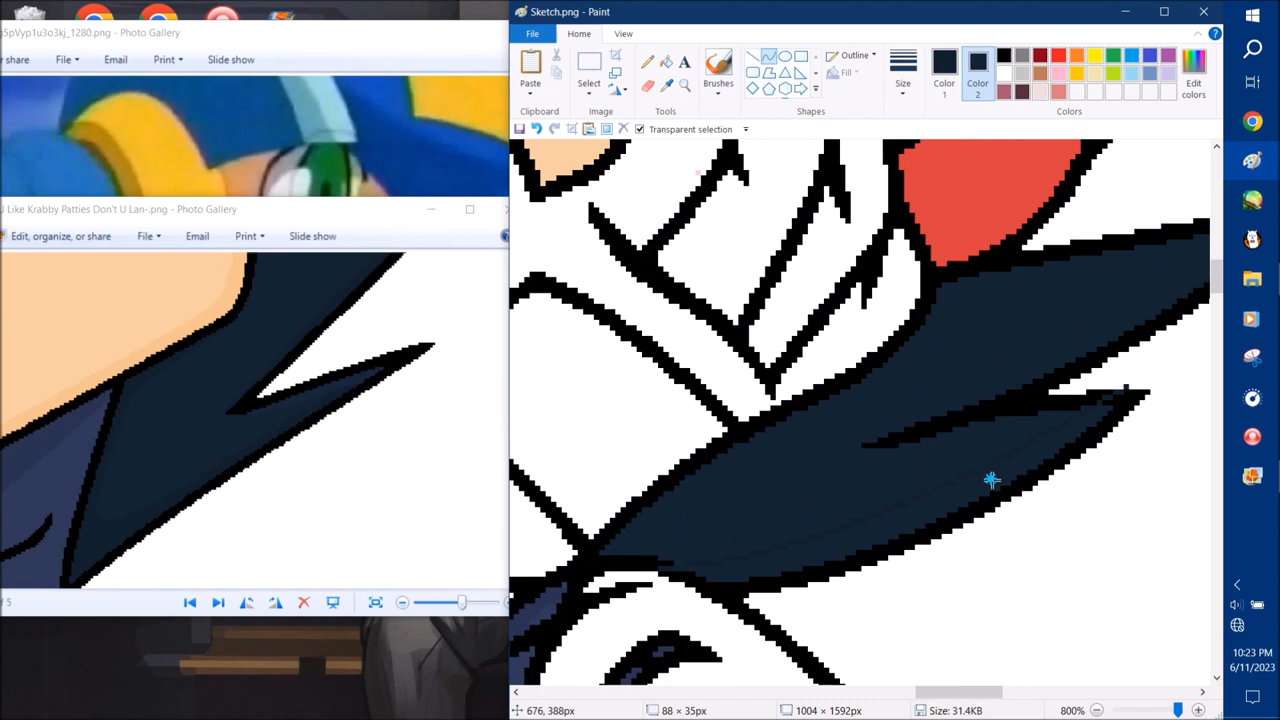 g5pVyp1u3o3kj_1280.png - Photo Gallery
r share File Email Print Slide show
U Like Krabby Patties Don't U Lan-.png - Photo Gallery
Edit, organize, or share File Email Print Slide show
of 5
Sketch.png - Paint
File Home View
Paste Select A Brushes Outline Fill Size Color 1 Color 2 Edit colors
Clipboard Image Tools Shapes Colors
Transparent selection
676, 388px 88 × 35px 1004 × 1592px Size: 31.4KB 800%
10:23 PM
6/11/2023